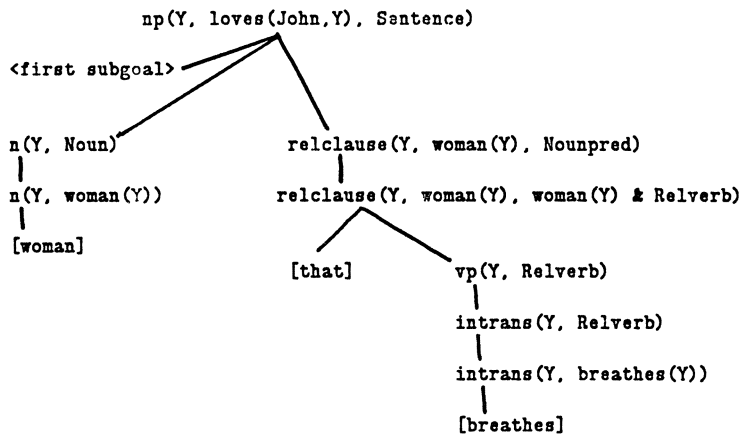 np(Y, loves(John,Y), Sentence)
<first subgoal>
n(Y, Noun) relclause(Y, woman(Y), Nounpred)
n(Y, woman(Y)) relclause(Y, woman(Y), woman(Y) & Relverb)
[woman]
[that] vp(Y, Relverb)
intrans(Y, Relverb)
intrans(Y, breathes(Y))
[breathes]